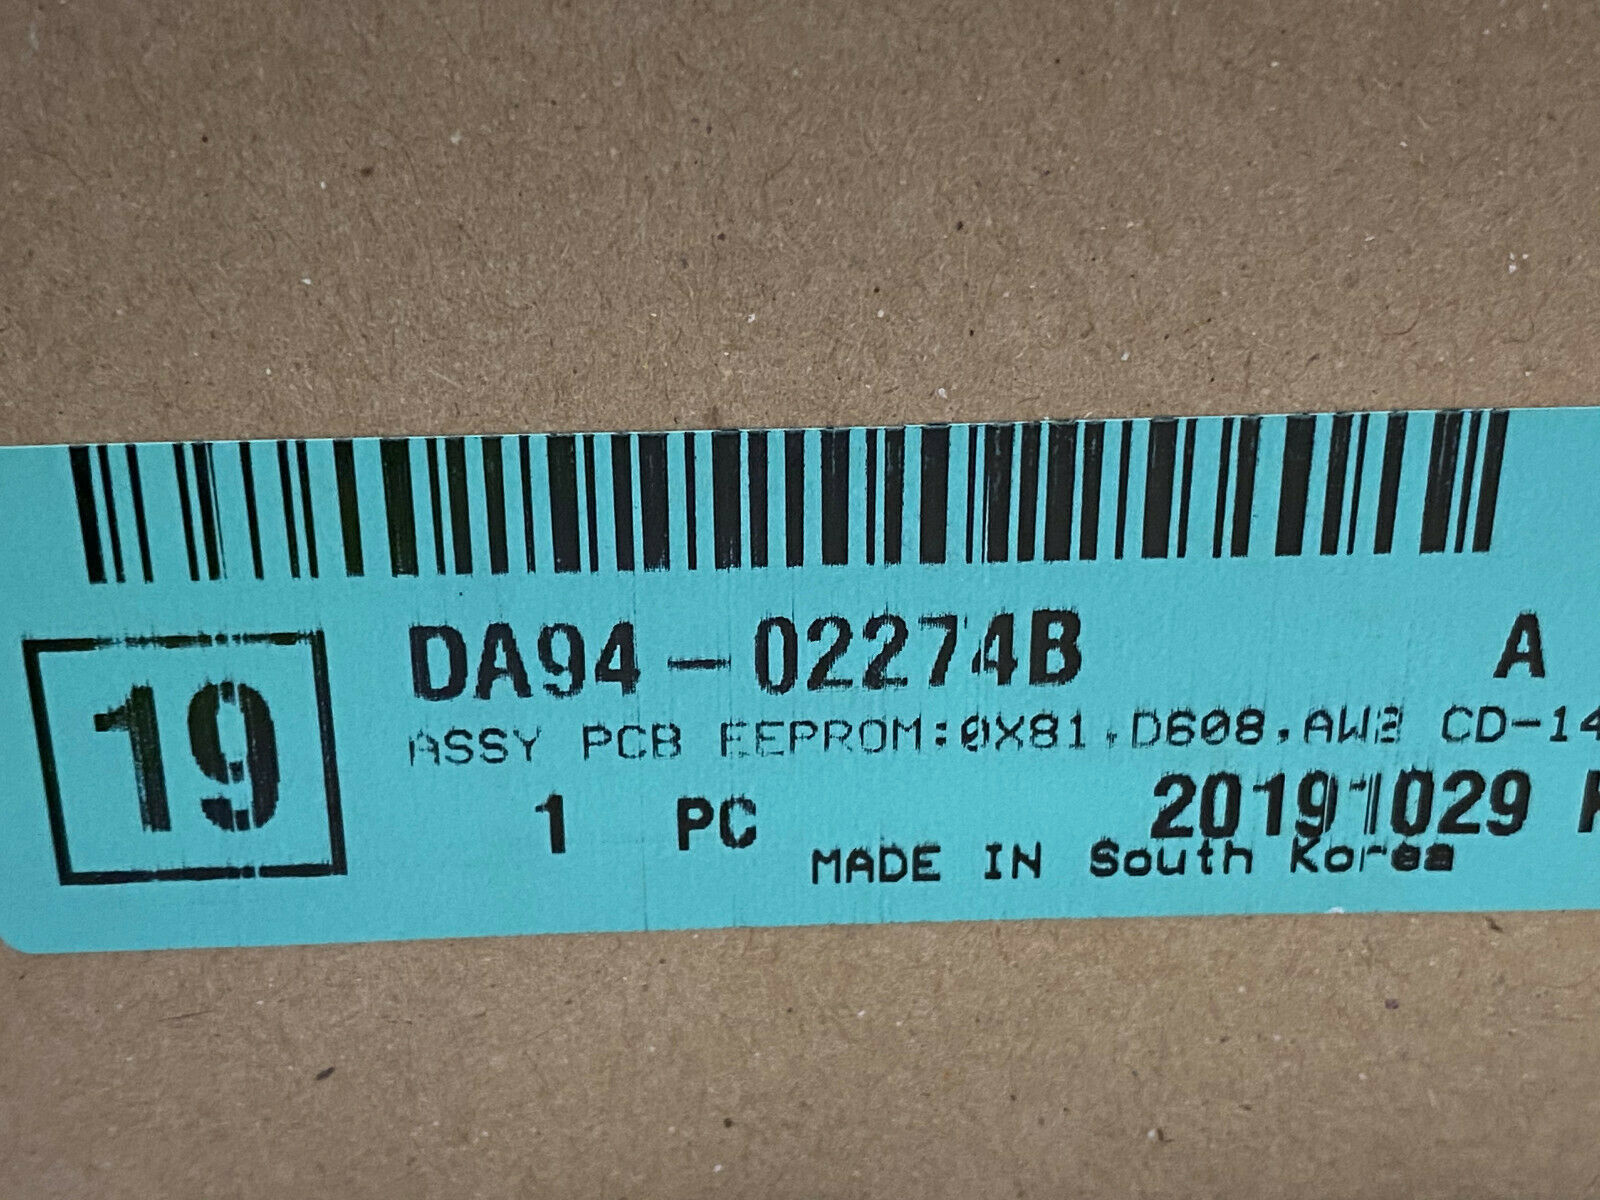 DA94-02274B A
19
ASSY PCB EEPROM:0X81,D608,AW2 CD-14
1 PC 20191029
MADE IN South Korea